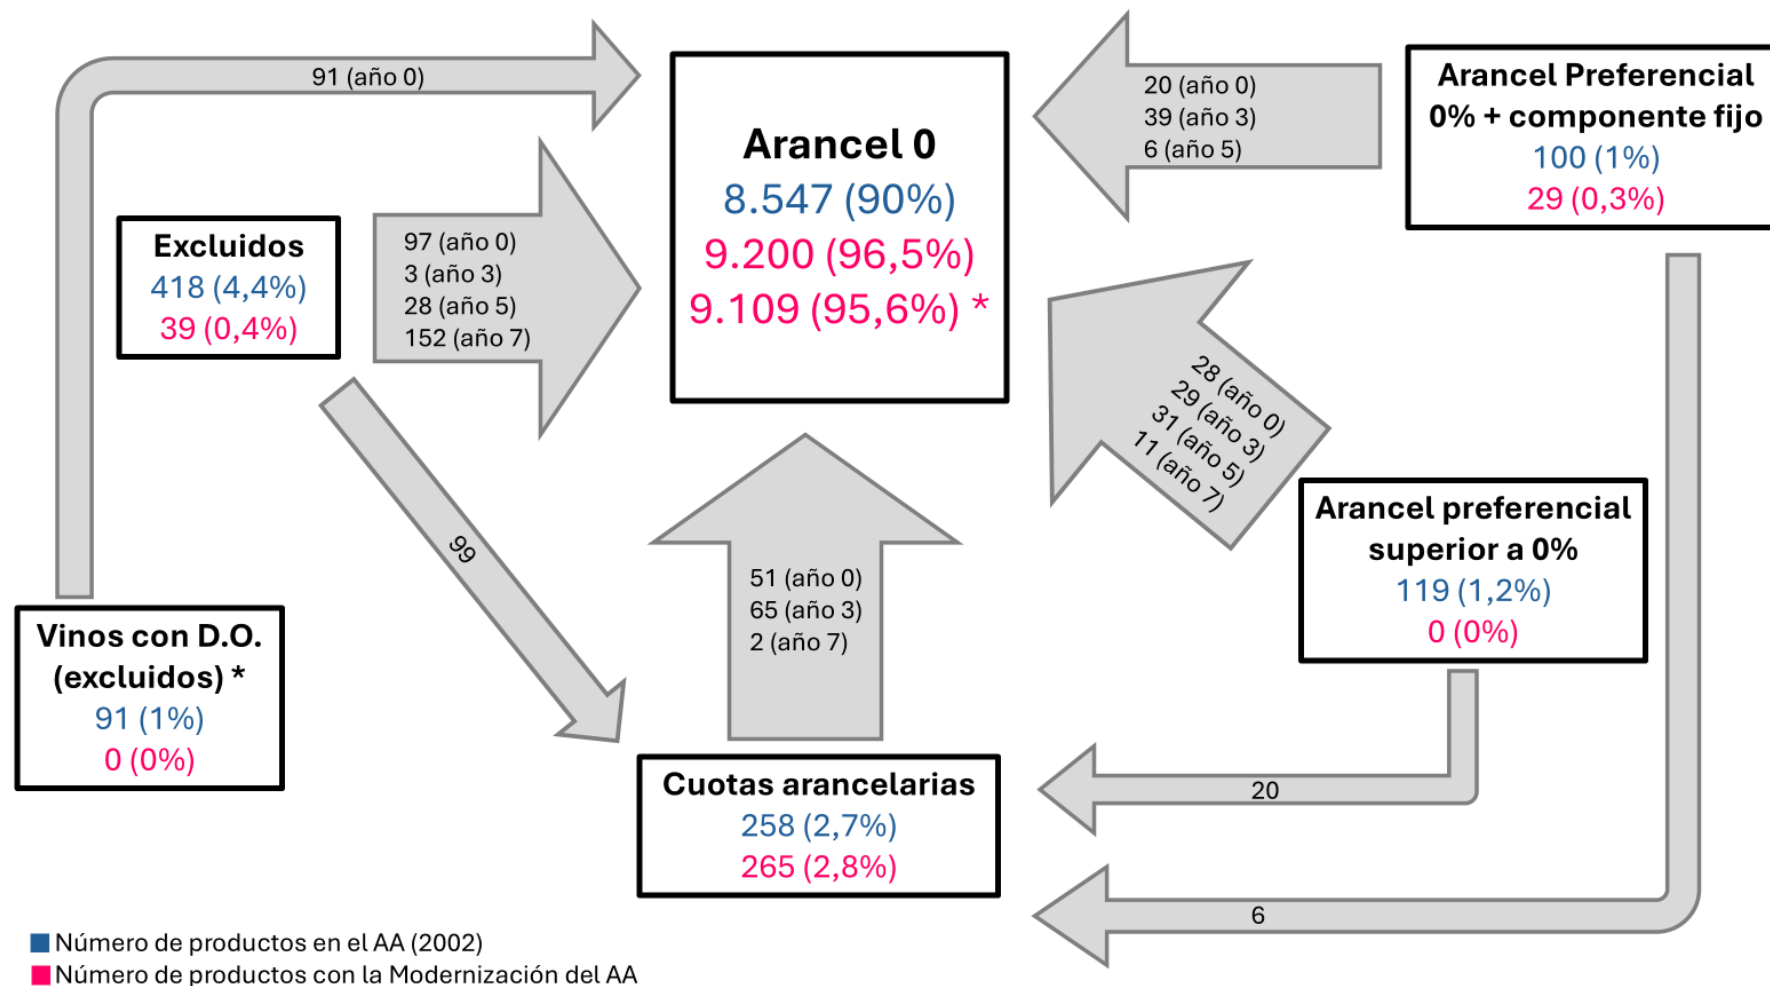 91 (año 0)
Arancel 0
8.547 (90%)
9.200 (96,5%)
9.109 (95,6%) *
20 (año 0)
39 (año 3)
6 (año 5)
Arancel Preferencial
0% + componente fijo
100 (1%)
29 (0,3%)
Excluidos
418 (4,4%)
39 (0,4%)
97 (año 0)
3 (año 3)
28 (año 5)
152 (año 7)
28 (año 0)
29 (año 3)
31 (año 5)
11 (año 7)
Arancel preferencial
superior a 0%
119 (1,2%)
0 (0%)
99
51 (año 0)
65 (año 3)
2 (año 7)
Vinos con D.O.
(excluidos) *
91 (1%)
0 (0%)
Cuotas arancelarias
258 (2,7%)
265 (2,8%)
20
6
Número de productos en el AA (2002)
Número de productos con la Modernización del AA